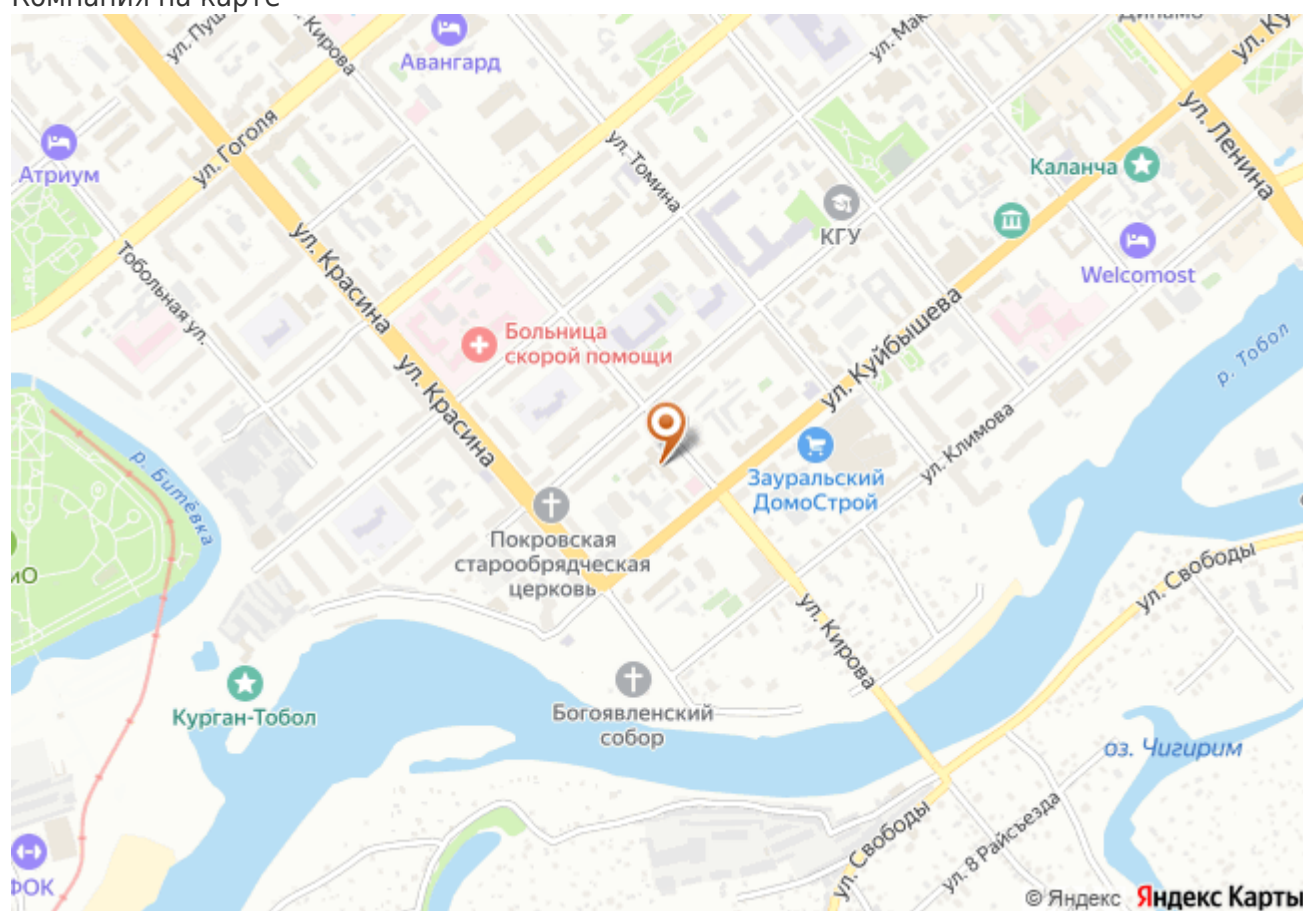 Компания на карте
ул. Пуш
Кирова
Авангард
ул. Мак
Динамо
ул. Ку
ул. Гоголя
Атриум
ул. Томина
ул. Ленина
Каланча
КГУ
Welcomost
Тобольная ул.
ул. Красина
Больница
скорой помощи
ул. Куйбышева
р. Тобол
ул. Красина
ул. Климова
р. Битёвка
Зауральский
ДомоСтрой
Покровская
старообрядческая
церковь
иО
ул. Свободы
ул. Кирова
Курган-Тобол
Богоявленский
собор
оз. Чигирим
ул. Свободы
ул. 8 Райсъезда
ФОК
© Яндекс Яндекс Карты